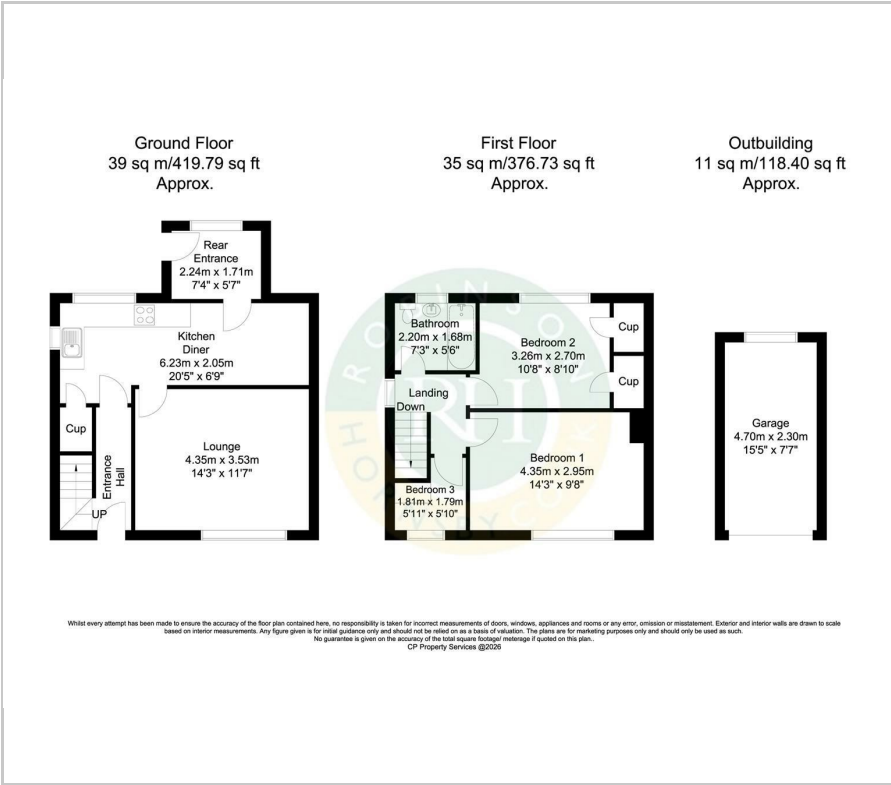 Ground Floor
39 sq m/419.79 sq ft
Approx.
First Floor
35 sq m/376.73 sq ft
Approx.
Outbuilding
11 sq m/118.40 sq ft
Approx.
Rear
Entrance
2.24m x 1.71m
7'4" x 5'7"
Kitchen
Diner
6.23m x 2.05m
20'5" x 6'9"
Cup
Entrance
Hall
UP
Lounge
4.35m x 3.53m
14'3" x 11'7"
Bathroom
2.20m x 1.68m
7'3" x 5'6"
Bedroom 2
3.26m x 2.70m
10'8" x 8'10"
Cup
Cup
Landing
Down
Bedroom 1
4.35m x 2.95m
14'3" x 9'8"
Bedroom 3
1.81m x 1.79m
5'11" x 5'10"
Garage
4.70m x 2.30m
15'5" x 7'7"
ROBINSON
RH
HORNSBY
Whilst every attempt has been made to ensure the accuracy of the floor plan contained here, no responsibility is taken for incorrect measurements of doors, windows, appliances and rooms or any error, omission or misstatement. Exterior and interior walls are drawn to scale
based on interior measurements. Any figure given is for initial guidance only and should not be relied on as a basis of valuation. The plans are for marketing purposes only and should only be used as such.
No guarantee is given on the accuracy of the total square footage/ meterage if quoted on this plan..
CP Property Services @2026